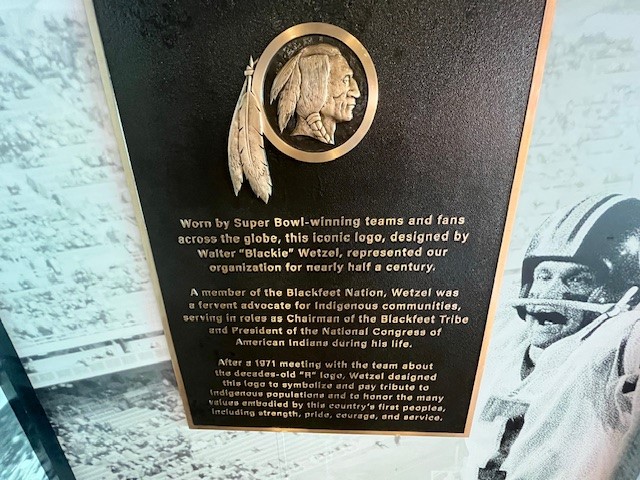 Worn by Super Bowl-winning teams and fans
across the globe, this iconic logo, designed by
Walter "Blackie" Wetzel, represented our
organization for nearly half a century.
A member of the Blackfeet Nation, Wetzel was
a fervent advocate for Indigenous communities,
serving in roles as Chairman of the Blackfeet Tribe
and President of the National Congress of
American Indians during his life.
After a 1971 meeting with the team about
the decades-old "R" logo, Wetzel designed
this logo to symbolize and pay tribute to
Indigenous populations and to honor the many
values embodied by this country's first peoples,
including strength, pride, courage, and service.